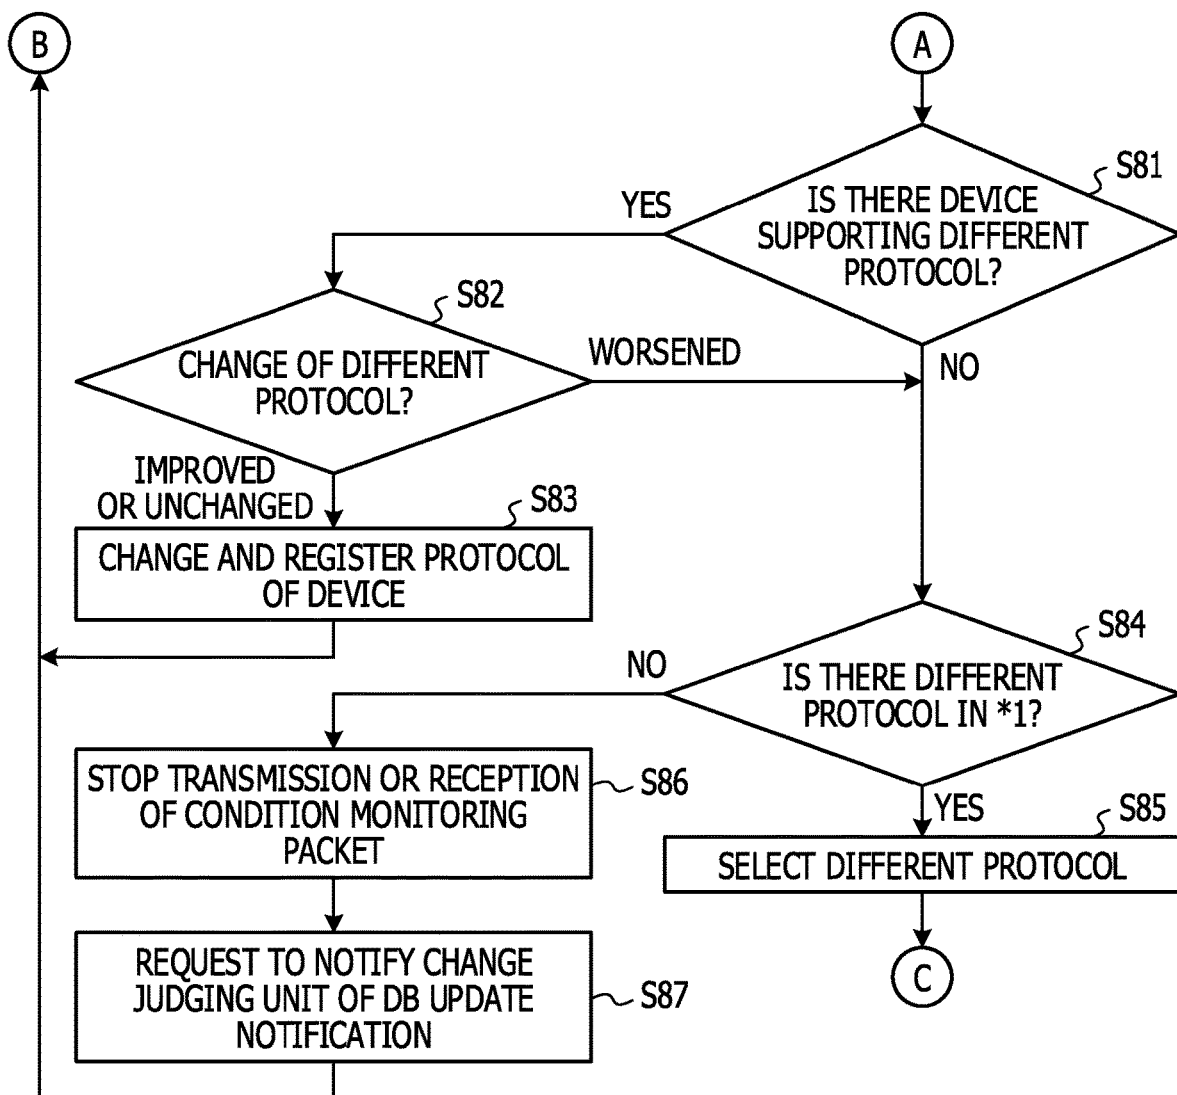 B
A
S81
YES
IS THERE DEVICE
SUPPORTING DIFFERENT
PROTOCOL?
S82
CHANGE OF DIFFERENT
PROTOCOL?
WORSENED
NO
IMPROVED
OR UNCHANGED
S83
CHANGE AND REGISTER PROTOCOL
OF DEVICE
S84
NO
IS THERE DIFFERENT
PROTOCOL IN *1?
STOP TRANSMISSION OR RECEPTION
OF CONDITION MONITORING
PACKET
S86
YES
S85
SELECT DIFFERENT PROTOCOL
REQUEST TO NOTIFY CHANGE
JUDGING UNIT OF DB UPDATE
NOTIFICATION
S87
C